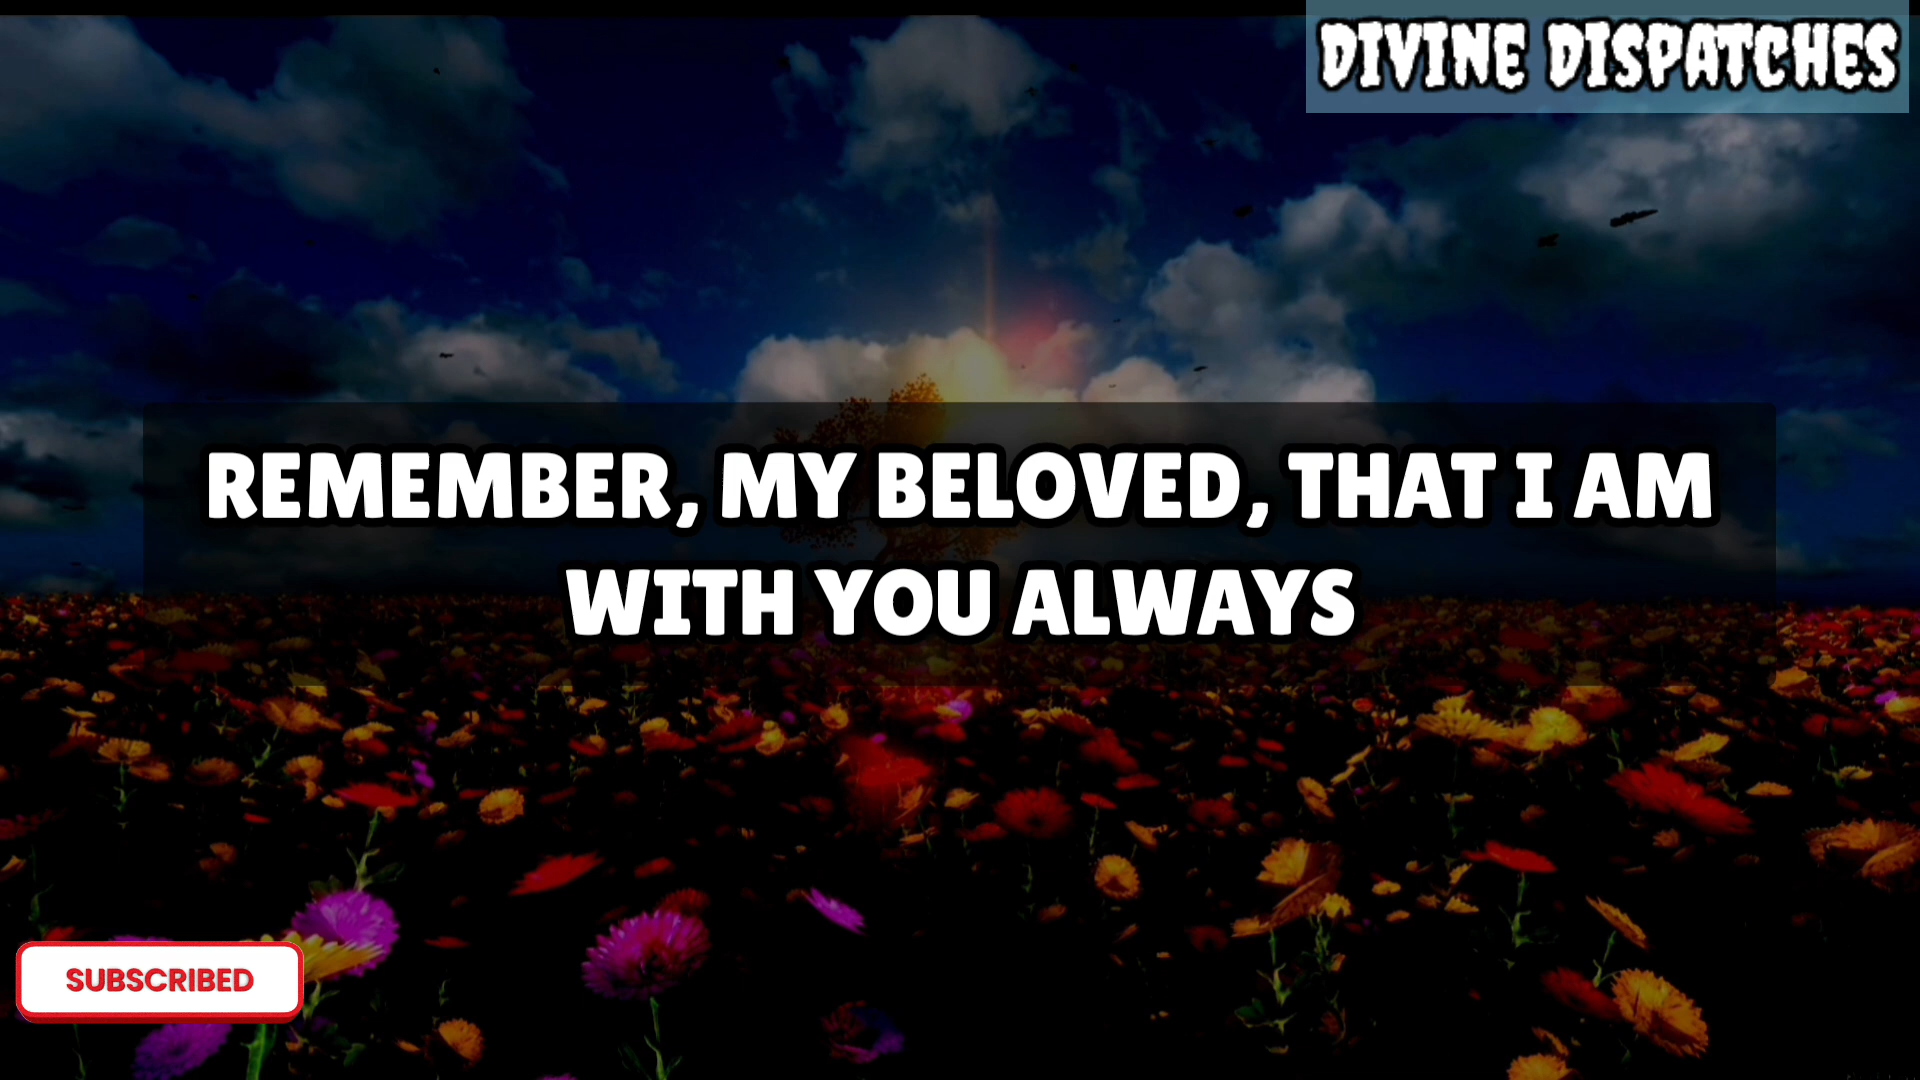 DIVINE DISPATCHES
REMEMBER, MY BELOVED, THAT I AM
WITH YOU ALWAYS
SUBSCRIBED